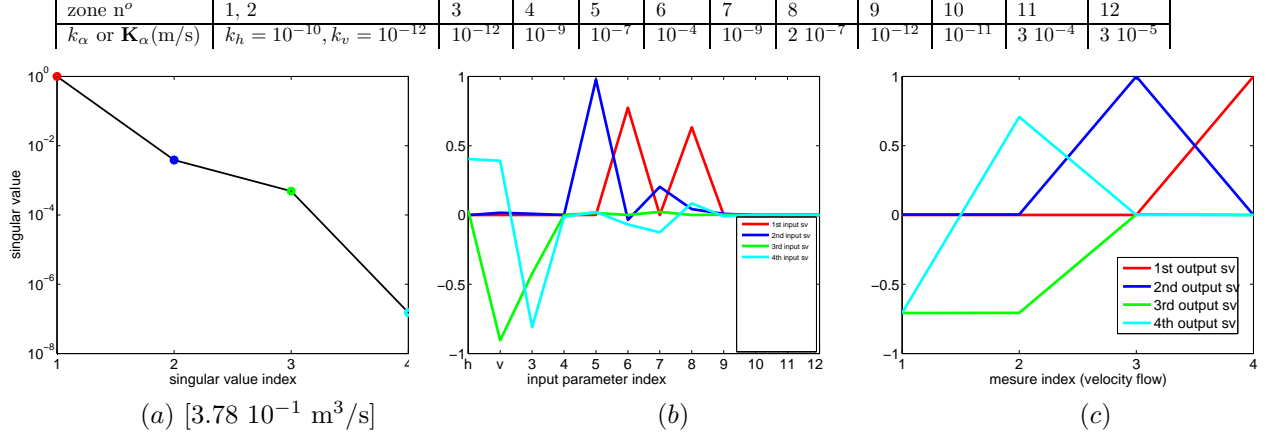 zone nᵒ 1, 2 3 4 5 6 7 8 9 10 11 12
k_α or K_α(m/s) k_h = 10⁻¹⁰, k_v = 10⁻¹² 10⁻¹² 10⁻⁹ 10⁻⁷ 10⁻⁴ 10⁻⁹ 2 10⁻⁷ 10⁻¹² 10⁻¹¹ 3 10⁻⁴ 3 10⁻⁵
singular value
10⁰
10⁻²
10⁻⁴
10⁻⁶
10⁻⁸
1 2 3 4
singular value index
(a) [3.78 10⁻¹ m³/s]
1
0.5
0
−0.5
−1
h v 3 4 5 6 7 8 9 10 11 12
input parameter index
1st input sv
2nd input sv
3rd input sv
4th input sv
(b)
1
0.5
0
−0.5
−1
1 2 3 4
mesure index (velocity flow)
1st output sv
2nd output sv
3rd output sv
4th output sv
(c)